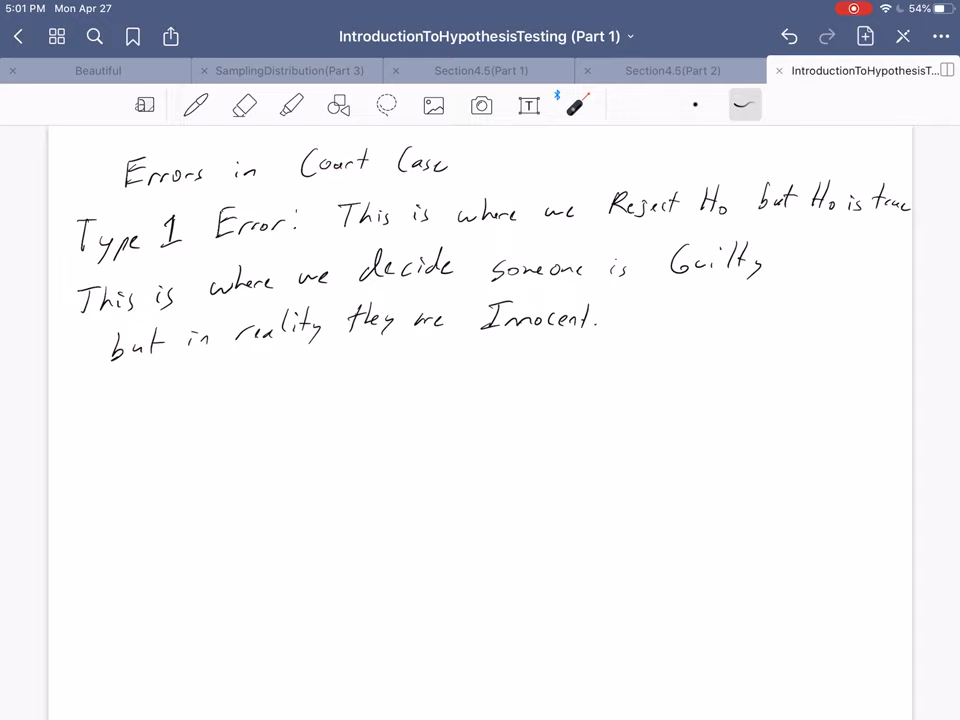 5:01 PM Mon Apr 27 54%
IntroductionToHypothesisTesting (Part 1)
Beautiful SamplingDistribution(Part 3) Section4.5(Part 1) Section4.5(Part 2) IntroductionToHypothesisT...
T
Errors in Court Case
Type 1 Error: This is where we Reject H0 but H0 is true
This is where we decide someone is Guilty
but in reality they are Innocent.